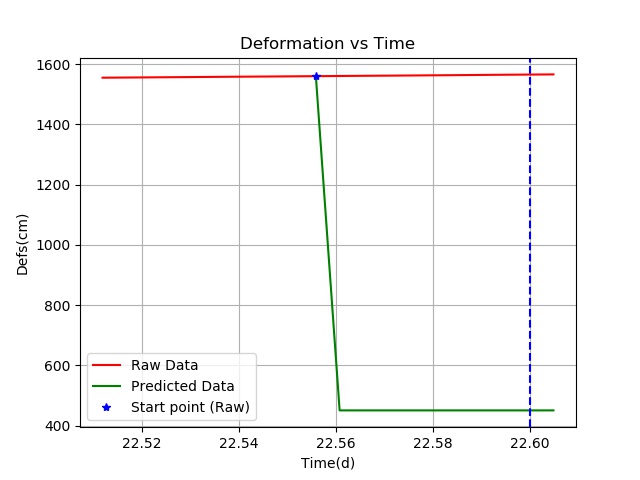 Deformation vs Time
1600
1400
1200
1000
800
600
400
Defs(cm)
Raw Data
Predicted Data
Start point (Raw)
22.52 22.54 22.56 22.58 22.60
Time(d)